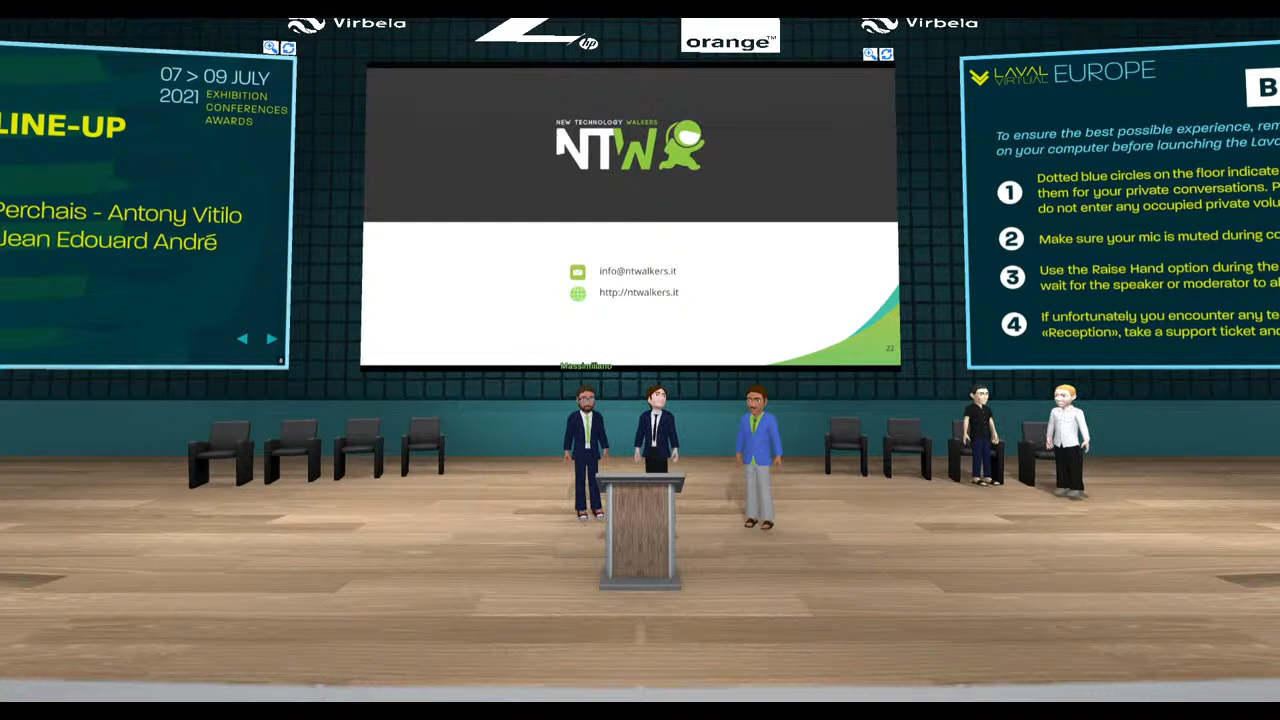 Virbela
hp
orange™
Virbela
07 > 09 JULY
2021 EXHIBITION
CONFERENCES
AWARDS
LINE-UP
Perchais - Antony Vitilo
Jean Edouard André
8
NEW TECHNOLOGY WALKERS
NTW
info@ntwalkers.it
http://ntwalkers.it
22
Massimiliano
LAVAL
VIRTUAL EUROPE
B
To ensure the best possible experience, rem
on your computer before launching the Lava
1 Dotted blue circles on the floor indicate
them for your private conversations. P
do not enter any occupied private volu
2 Make sure your mic is muted during co
3 Use the Raise Hand option during the
wait for the speaker or moderator to al
4 If unfortunately you encounter any te
«Reception», take a support ticket and